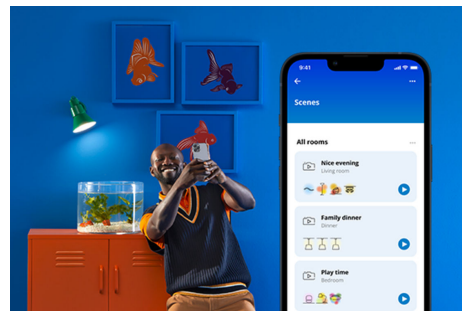 9:41
Scenes
All rooms
Nice evening
Living room
Family dinner
Dinner
Play time
Bedroom